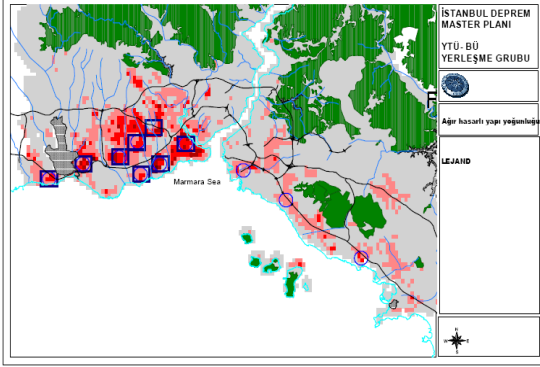 İSTANBUL DEPREM
MASTER PLANI
YTÜ- BÜ
YERLEŞME GRUBU
Ağır hasarlı yapı yoğunluğu
LEJAND
Marmara Sea
N
W
E
S